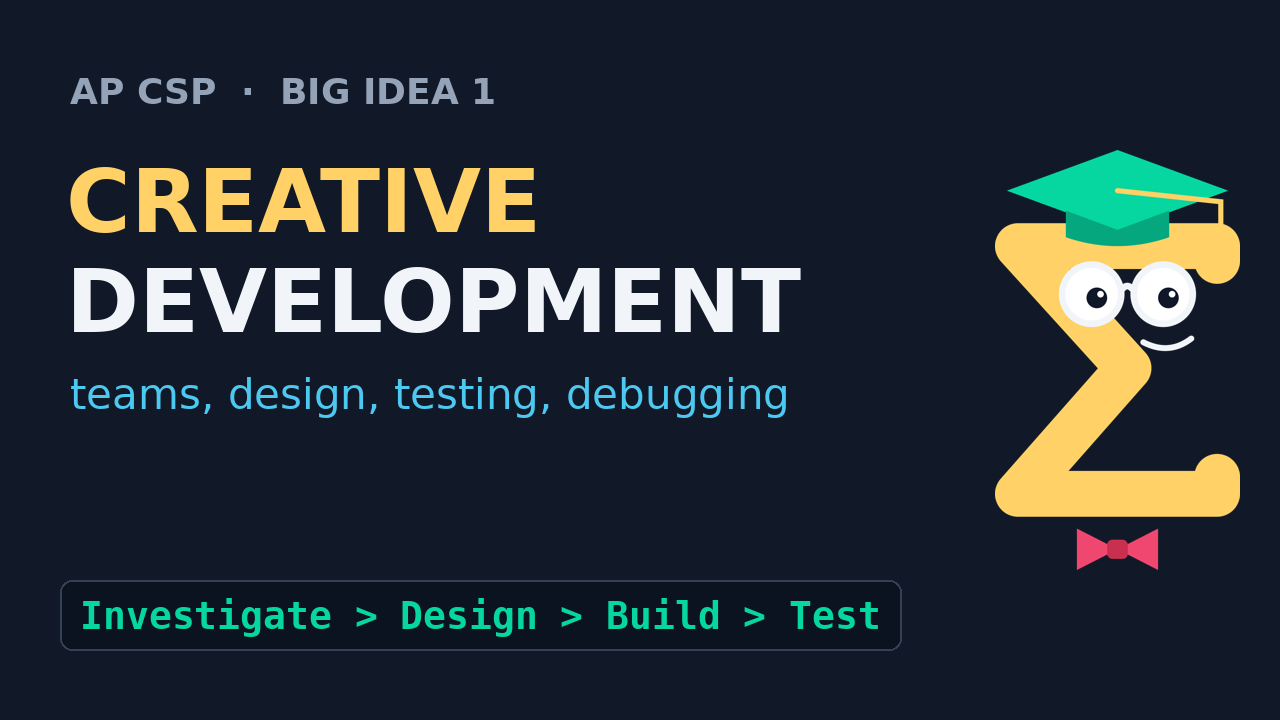 AP CSP · BIG IDEA 1
CREATIVE
DEVELOPMENT
teams, design, testing, debugging
Investigate > Design > Build > Test